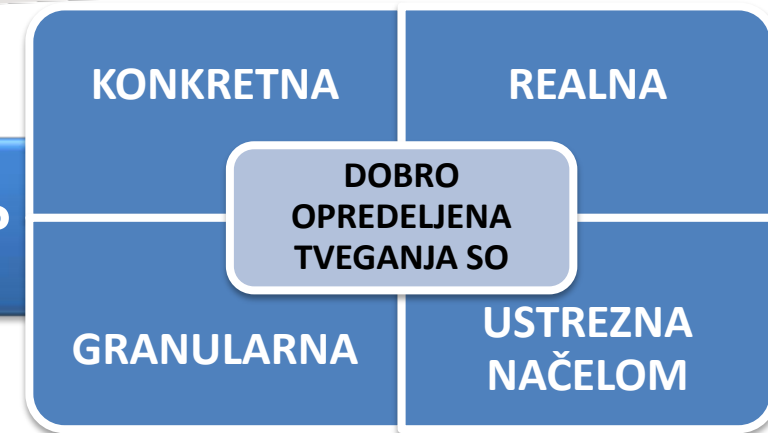 KONKRETNA
REALNA
DOBRO
OPREDELJENA
TVEGANJA SO
GRANULARNA
USTREZNA
NAČELOM